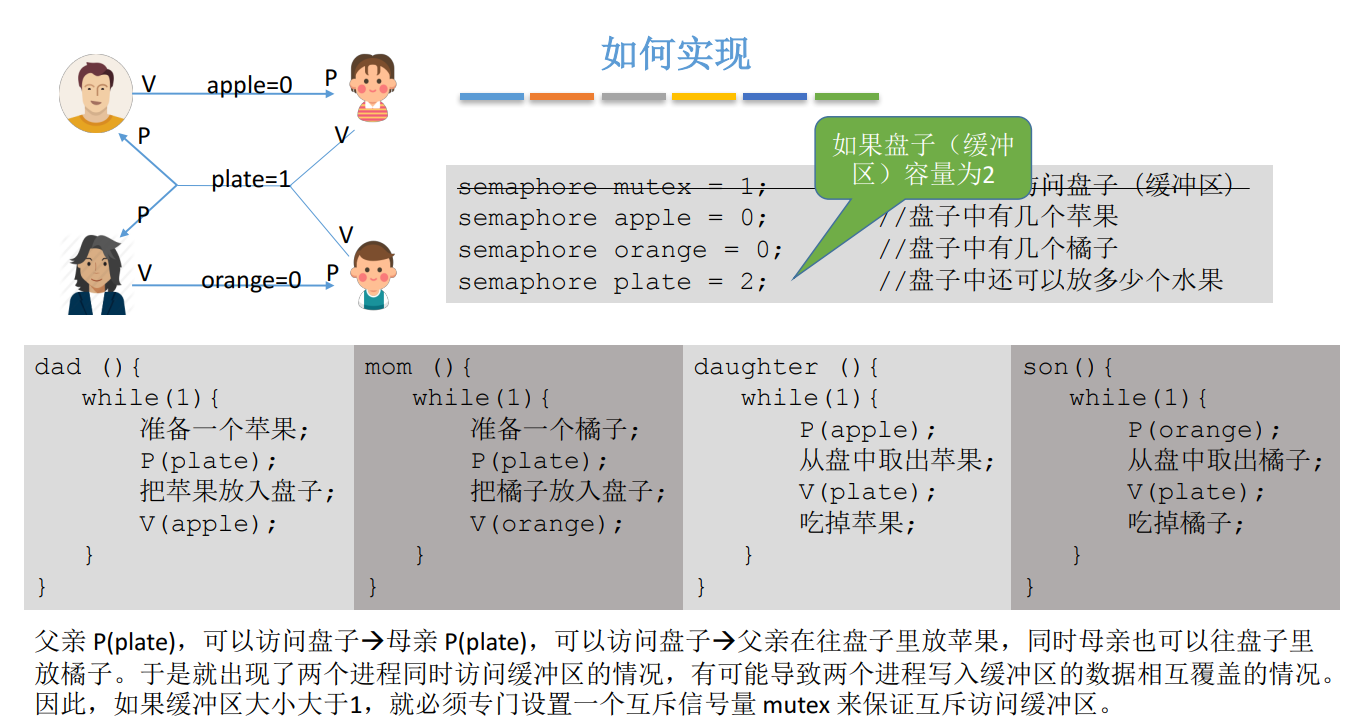 如何实现
V apple=0 P
P V
plate=1
P V
V orange=0 P
如果盘子（缓冲
区）容量为2
semaphore mutex = 1; 访问盘子（缓冲区）
semaphore apple = 0; //盘子中有几个苹果
semaphore orange = 0; //盘子中有几个橘子
semaphore plate = 2; //盘子中还可以放多少个水果
dad (){
while(1){
准备一个苹果;
P(plate);
把苹果放入盘子;
V(apple);
}
}
mom (){
while(1){
准备一个橘子;
P(plate);
把橘子放入盘子;
V(orange);
}
}
daughter (){
while(1){
P(apple);
从盘中取出苹果;
V(plate);
吃掉苹果;
}
}
son(){
while(1){
P(orange);
从盘中取出橘子;
V(plate);
吃掉橘子;
}
}
父亲 P(plate)，可以访问盘子→母亲 P(plate)，可以访问盘子→父亲在往盘子里放苹果，同时母亲也可以往盘子里
放橘子。于是就出现了两个进程同时访问缓冲区的情况，有可能导致两个进程写入缓冲区的数据相互覆盖的情况。
因此，如果缓冲区大小大于1，就必须专门设置一个互斥信号量 mutex 来保证互斥访问缓冲区。